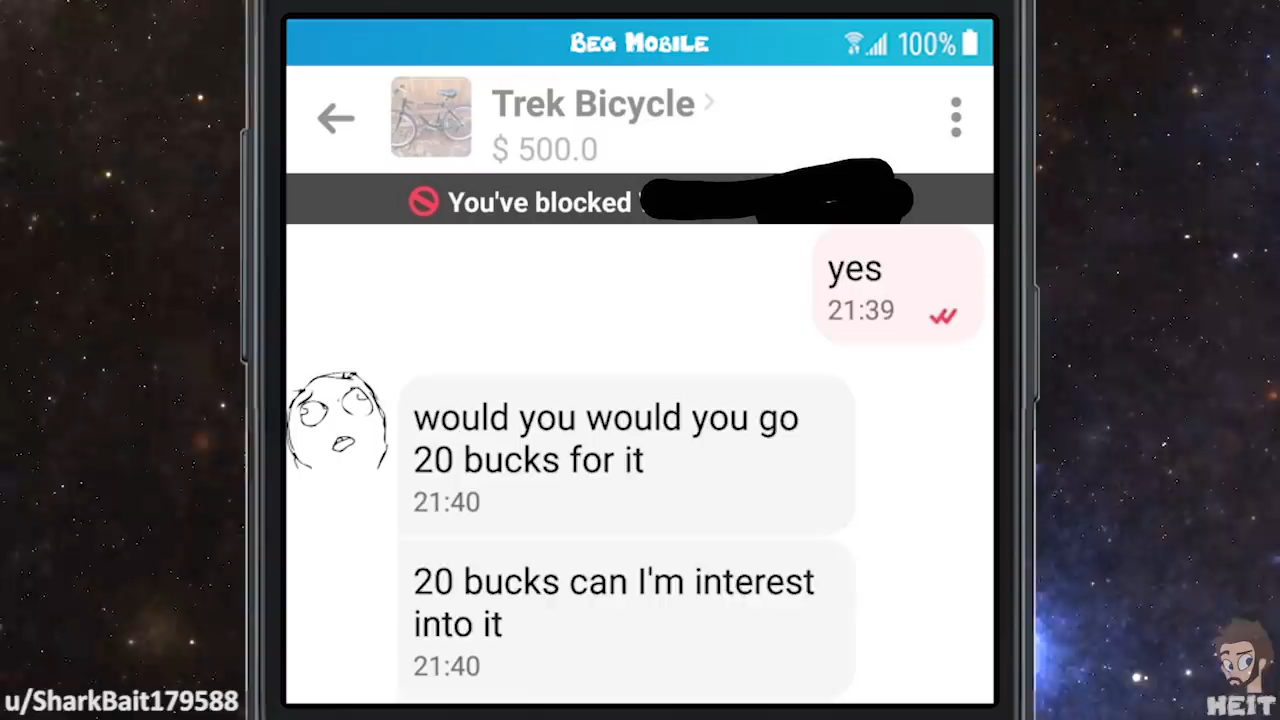 Beg Mobile
100%
Trek Bicycle
$ 500.0
You've blocked
yes
21:39
would you would you go
20 bucks for it
21:40
20 bucks can I'm interest
into it
21:40
u/SharkBait179588
HEIT